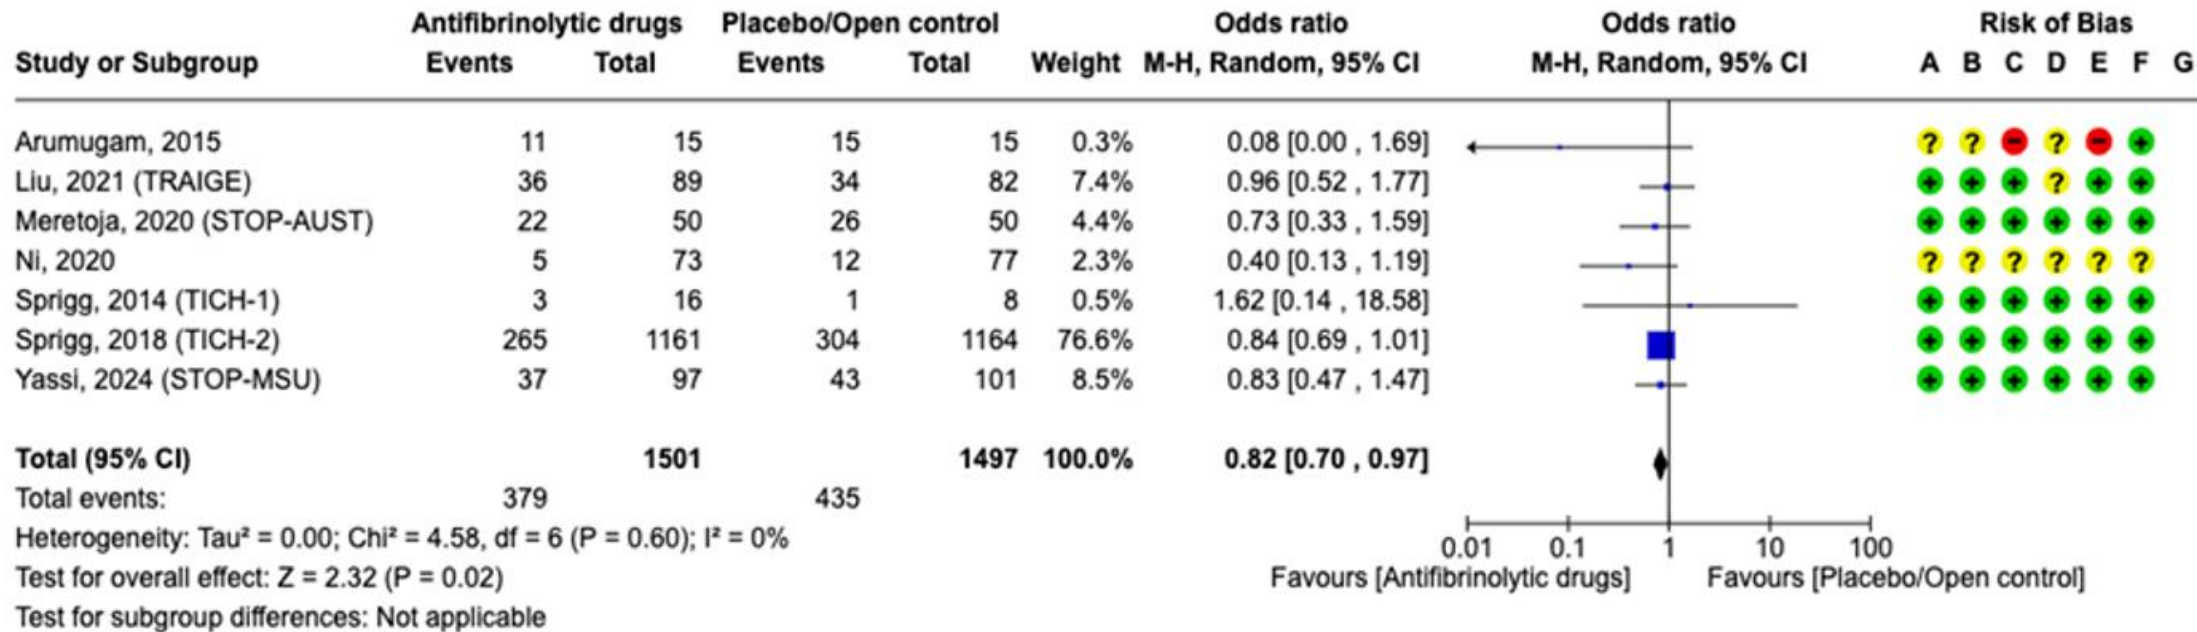 Antifibrinolytic drugs Placebo/Open control Odds ratio Odds ratio Risk of Bias
Study or Subgroup Events Total Events Total Weight M-H, Random, 95% CI M-H, Random, 95% CI A B C D E F G
Arumugam, 2015 11 15 15 15 0.3% 0.08 [0.00 , 1.69] ? ? - ? - +
Liu, 2021 (TRAIGE) 36 89 34 82 7.4% 0.96 [0.52 , 1.77] + + + ? + +
Meretoja, 2020 (STOP-AUST) 22 50 26 50 4.4% 0.73 [0.33 , 1.59] + + + + + +
Ni, 2020 5 73 12 77 2.3% 0.40 [0.13 , 1.19] ? ? ? ? ? ?
Sprigg, 2014 (TICH-1) 3 16 1 8 0.5% 1.62 [0.14 , 18.58] + + + + + +
Sprigg, 2018 (TICH-2) 265 1161 304 1164 76.6% 0.84 [0.69 , 1.01] + + + + + +
Yassi, 2024 (STOP-MSU) 37 97 43 101 8.5% 0.83 [0.47 , 1.47] + + + + + +
Total (95% CI) 1501 1497 100.0% 0.82 [0.70 , 0.97]
Total events: 379 435
Heterogeneity: Tau² = 0.00; Chi² = 4.58, df = 6 (P = 0.60); I² = 0%
0.01 0.1 1 10 100
Test for overall effect: Z = 2.32 (P = 0.02) Favours [Antifibrinolytic drugs] Favours [Placebo/Open control]
Test for subgroup differences: Not applicable